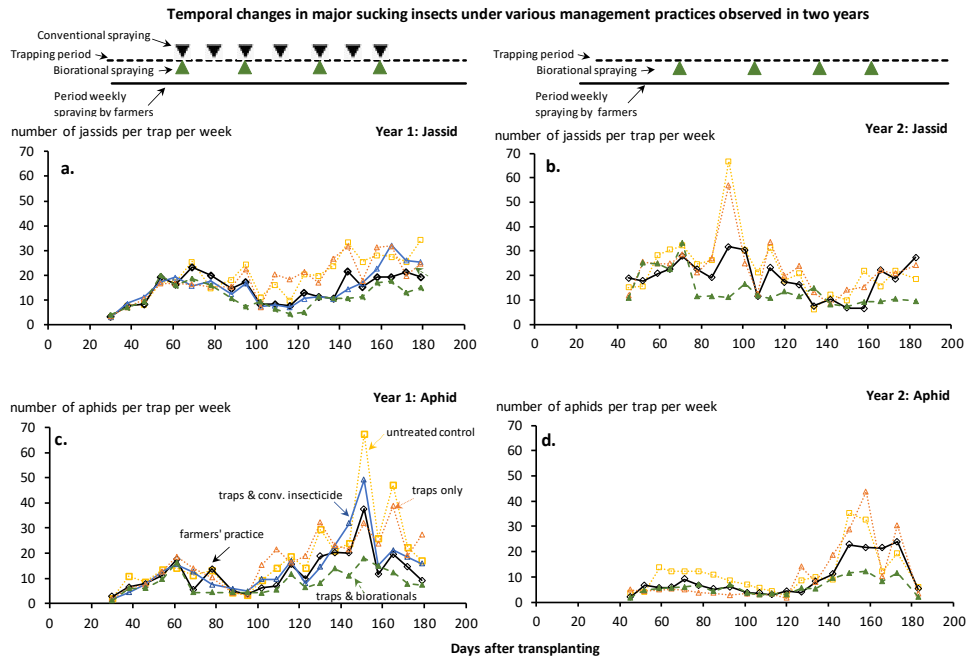 Temporal changes in major sucking insects under various management practices observed in two years
Conventional spraying
Trapping period
Biorational spraying
Period weekly
spraying by farmers
Trapping period
Biorational spraying
Period weekly
spraying by farmers
number of jassids per trap per week
Year 1: Jassid
a.
70
60
50
40
30
20
10
0
0 20 40 60 80 100 120 140 160 180 200
number of jassids per trap per week
Year 2: Jassid
b.
70
60
50
40
30
20
10
0
0 20 40 60 80 100 120 140 160 180 200
number of aphids per trap per week
Year 1: Aphid
c.
untreated control
traps & conv. insecticide
traps only
farmers' practice
traps & biorationals
70
60
50
40
30
20
10
0
0 20 40 60 80 100 120 140 160 180 200
number of aphids per trap per week
Year 2: Aphid
d.
70
60
50
40
30
20
10
0
0 20 40 60 80 100 120 140 160 180 200
Days after transplanting